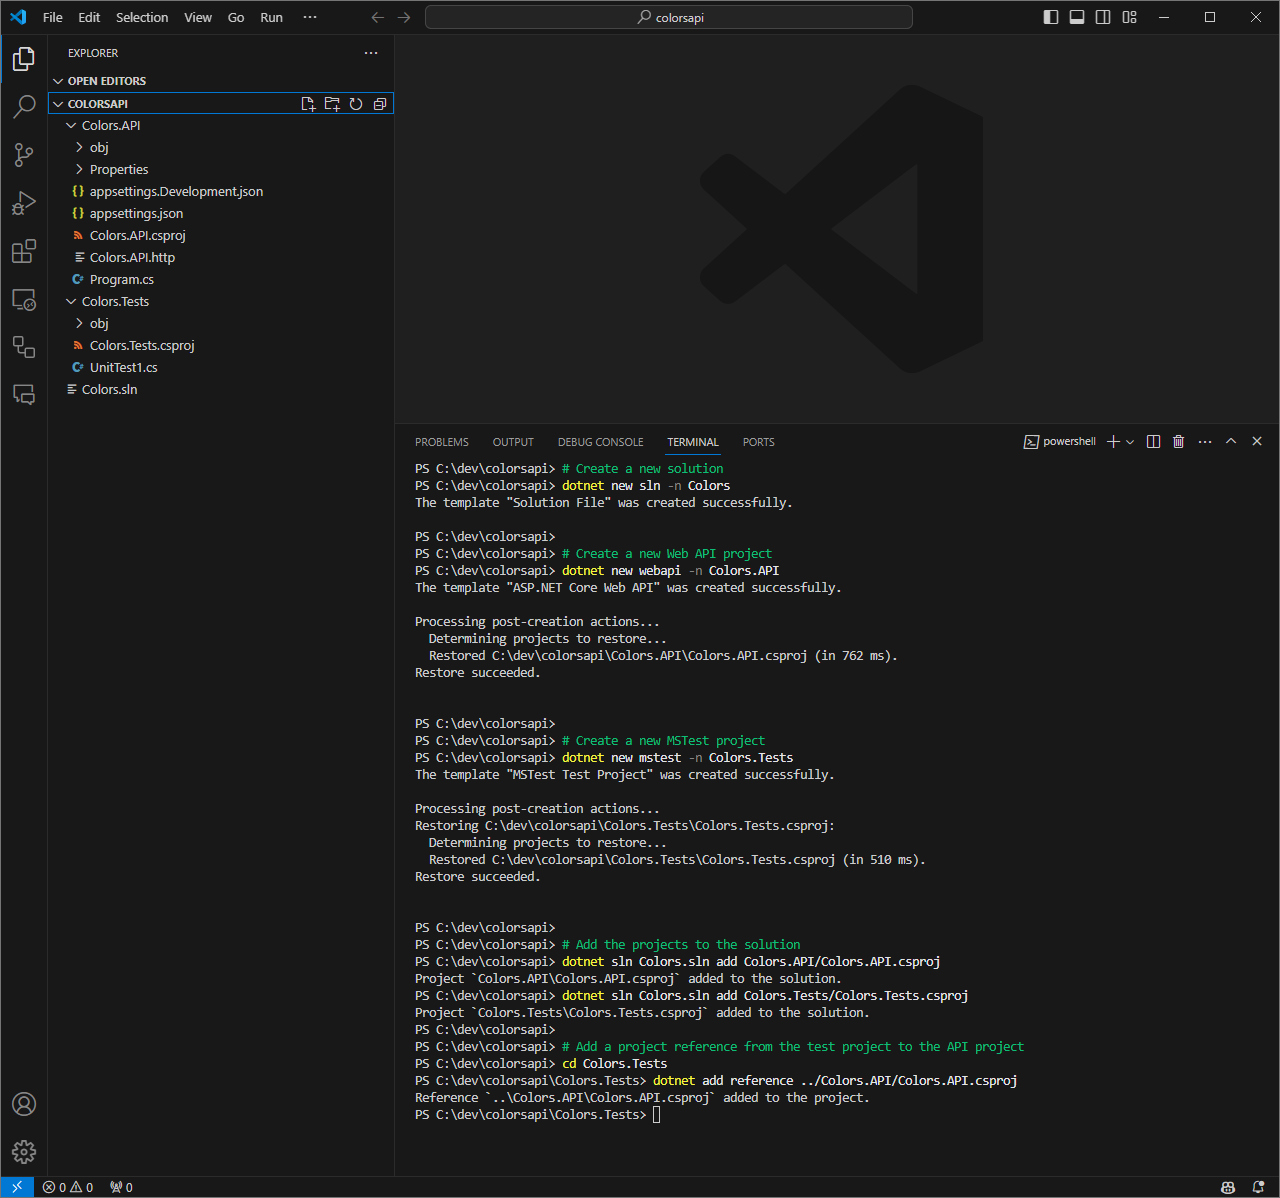 File Edit Selection View Go Run ···
colorsapi
EXPLORER
OPEN EDITORS
COLORSAPI
Colors.API
obj
Properties
{} appsettings.Development.json
{} appsettings.json
Colors.API.csproj
Colors.API.http
C# Program.cs
Colors.Tests
obj
Colors.Tests.csproj
C# UnitTest1.cs
Colors.sln
PROBLEMS OUTPUT DEBUG CONSOLE TERMINAL PORTS
powershell
PS C:\dev\colorsapi> # Create a new solution
PS C:\dev\colorsapi> dotnet new sln -n Colors
The template "Solution File" was created successfully.
PS C:\dev\colorsapi>
PS C:\dev\colorsapi> # Create a new Web API project
PS C:\dev\colorsapi> dotnet new webapi -n Colors.API
The template "ASP.NET Core Web API" was created successfully.
Processing post-creation actions...
Determining projects to restore...
Restored C:\dev\colorsapi\Colors.API\Colors.API.csproj (in 762 ms).
Restore succeeded.
PS C:\dev\colorsapi>
PS C:\dev\colorsapi> # Create a new MSTest project
PS C:\dev\colorsapi> dotnet new mstest -n Colors.Tests
The template "MSTest Test Project" was created successfully.
Processing post-creation actions...
Restoring C:\dev\colorsapi\Colors.Tests\Colors.Tests.csproj:
Determining projects to restore...
Restored C:\dev\colorsapi\Colors.Tests\Colors.Tests.csproj (in 510 ms).
Restore succeeded.
PS C:\dev\colorsapi>
PS C:\dev\colorsapi> # Add the projects to the solution
PS C:\dev\colorsapi> dotnet sln Colors.sln add Colors.API/Colors.API.csproj
Project `Colors.API\Colors.API.csproj` added to the solution.
PS C:\dev\colorsapi> dotnet sln Colors.sln add Colors.Tests/Colors.Tests.csproj
Project `Colors.Tests\Colors.Tests.csproj` added to the solution.
PS C:\dev\colorsapi>
PS C:\dev\colorsapi> # Add a project reference from the test project to the API project
PS C:\dev\colorsapi> cd Colors.Tests
PS C:\dev\colorsapi\Colors.Tests> dotnet add reference ../Colors.API/Colors.API.csproj
Reference `..\Colors.API\Colors.API.csproj` added to the project.
PS C:\dev\colorsapi\Colors.Tests>
0 0 0